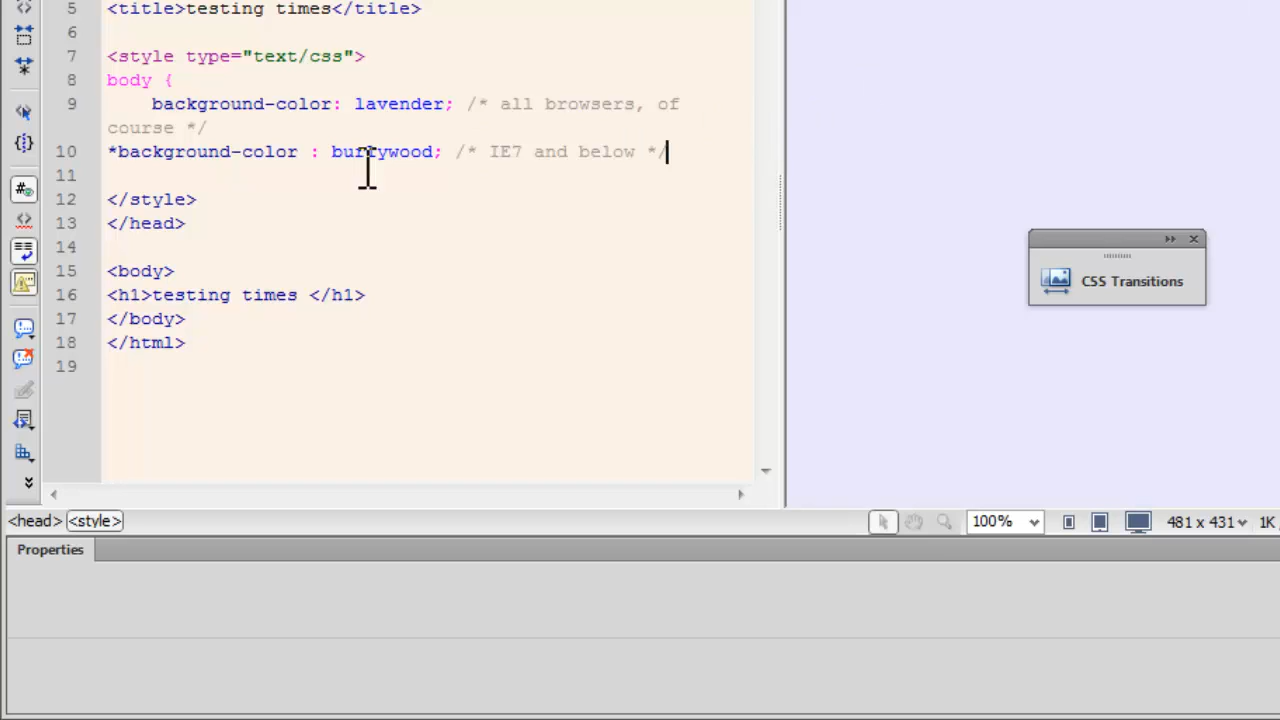 5 <title>testing times</title>
6
7 <style type="text/css">
8 body {
9 background-color: lavender; /* all browsers, of
course */
10 *background-color : burlywood; /* IE7 and below */
11
12 </style>
13 </head>
14
15 <body>
16 <h1>testing times </h1>
17 </body>
18 </html>
19
CSS Transitions
<head> <style>
100% 481 x 431 1K
Properties